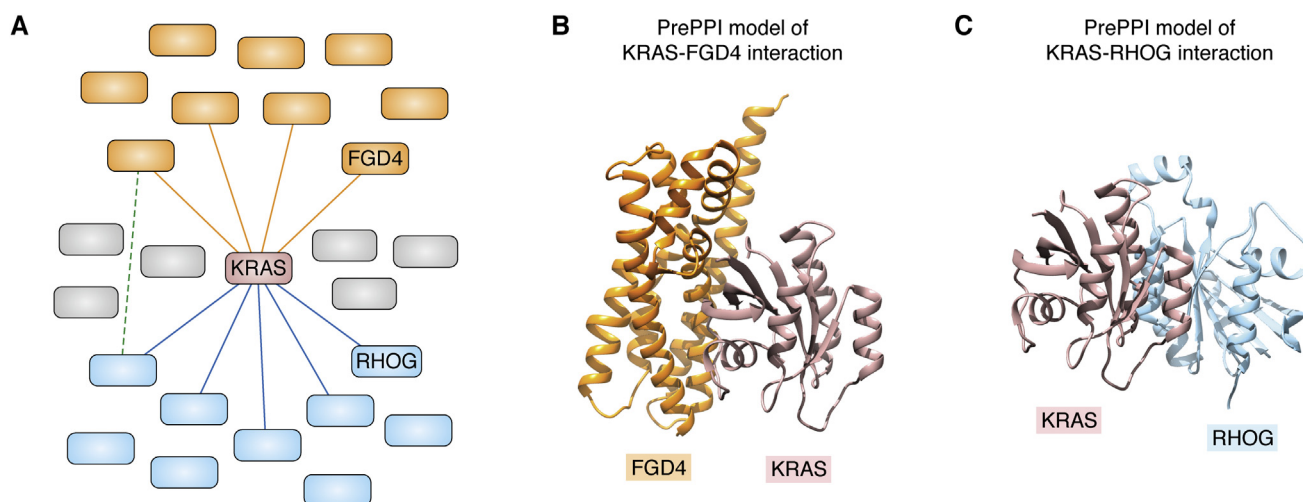 A
FGD4
KRAS
RHOG
B
PrePPI model of
KRAS-FGD4 interaction
FGD4
KRAS
C
PrePPI model of
KRAS-RHOG interaction
KRAS
RHOG